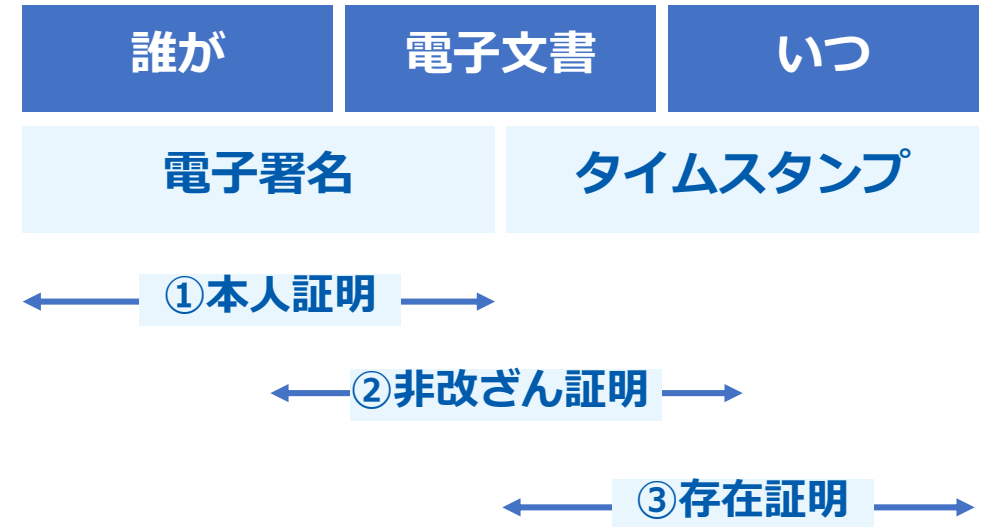 誰が
電子文書
いつ
電子署名
タイムスタンプ
①本人証明
②非改ざん証明
③存在証明